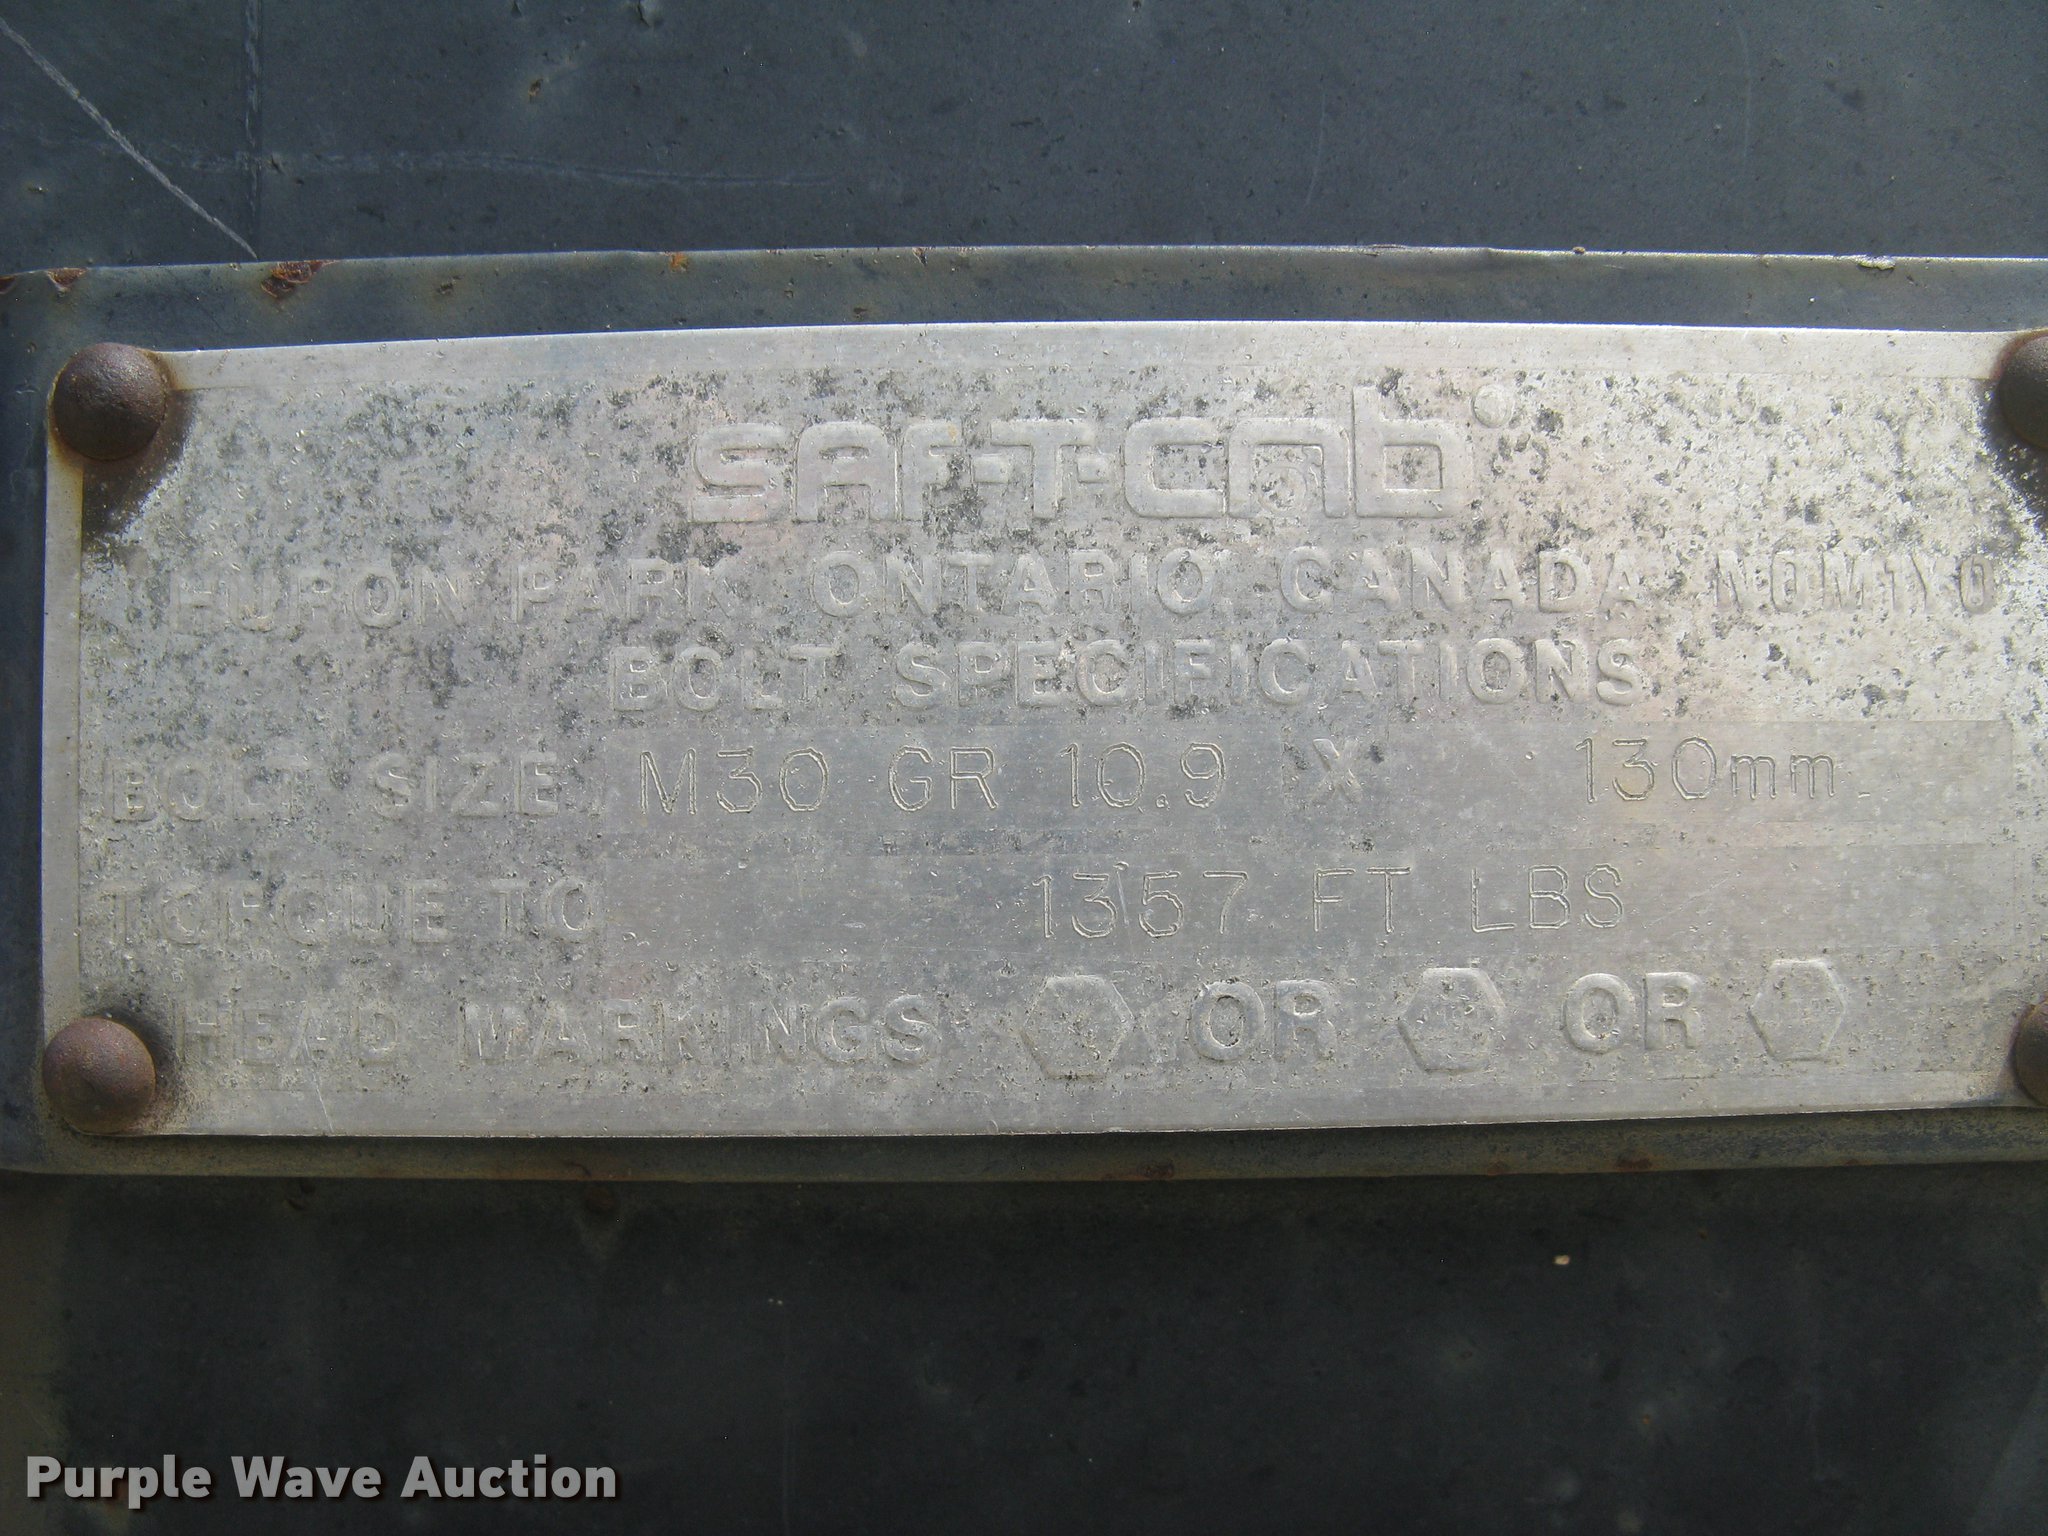 SAF-T-CAB
HURON PARK, ONTARIO, CANADA N0M1Y0
BOLT SPECIFICATIONS
BOLT SIZE M30 GR 10.9 X 130mm
TORQUE TO 1357 FT LBS
HEAD MARKINGS OR OR
Purple Wave Auction